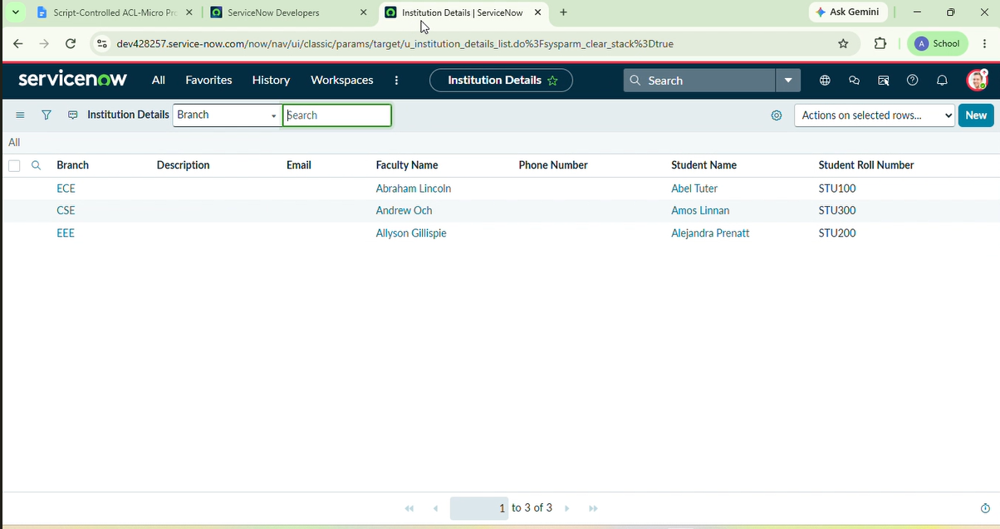 Script-Controlled ACL-Micro Pr
ServiceNow Developers
Institution Details | ServiceNow
Ask Gemini
dev428257.service-now.com/now/nav/ui/classic/params/target/u_institution_details_list.do%3Fsysparm_clear_stack%3Dtrue
A School
servicenow All Favorites History Workspaces Institution Details Search
Institution Details Branch Search Actions on selected rows... New
All
Branch Description Email Faculty Name Phone Number Student Name Student Roll Number
ECE Abraham Lincoln Abel Tuter STU100
CSE Andrew Och Amos Linnan STU300
EEE Allyson Gillispie Alejandra Prenatt STU200
1 to 3 of 3